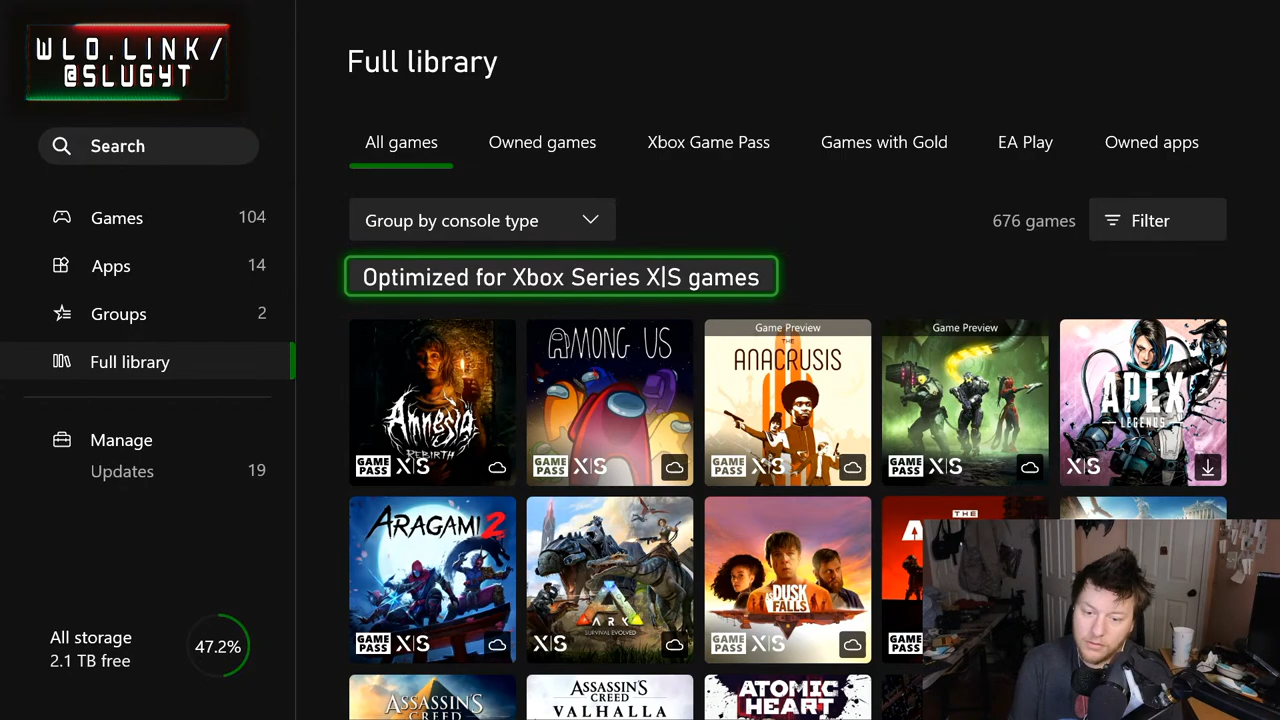 WLO.LINK/
@SLUGYT
Search
Games 104
Apps 14
Groups 2
Full library
Manage
Updates 19
All storage
2.1 TB free
47.2%
Full library
All games Owned games Xbox Game Pass Games with Gold EA Play Owned apps
Group by console type 676 games Filter
Optimized for Xbox Series X|S games
Amnesia
REBIRTH
GAME PASS X|S
AMONG US
GAME PASS X|S
Game Preview
THE
ANACRUSIS
GAME PASS X|S
Game Preview
GAME PASS X|S
APEX
LEGENDS
X|S
ARAGAMI 2
GAME PASS X|S
ARK
SURVIVAL EVOLVED
X|S
AS
DUSK
FALLS
GAME PASS X|S
THE
A
GAME PASS
ASSASSIN'S
CREED
ASSASSIN'S
CREED
VALHALLA
ATOMIC
HEART